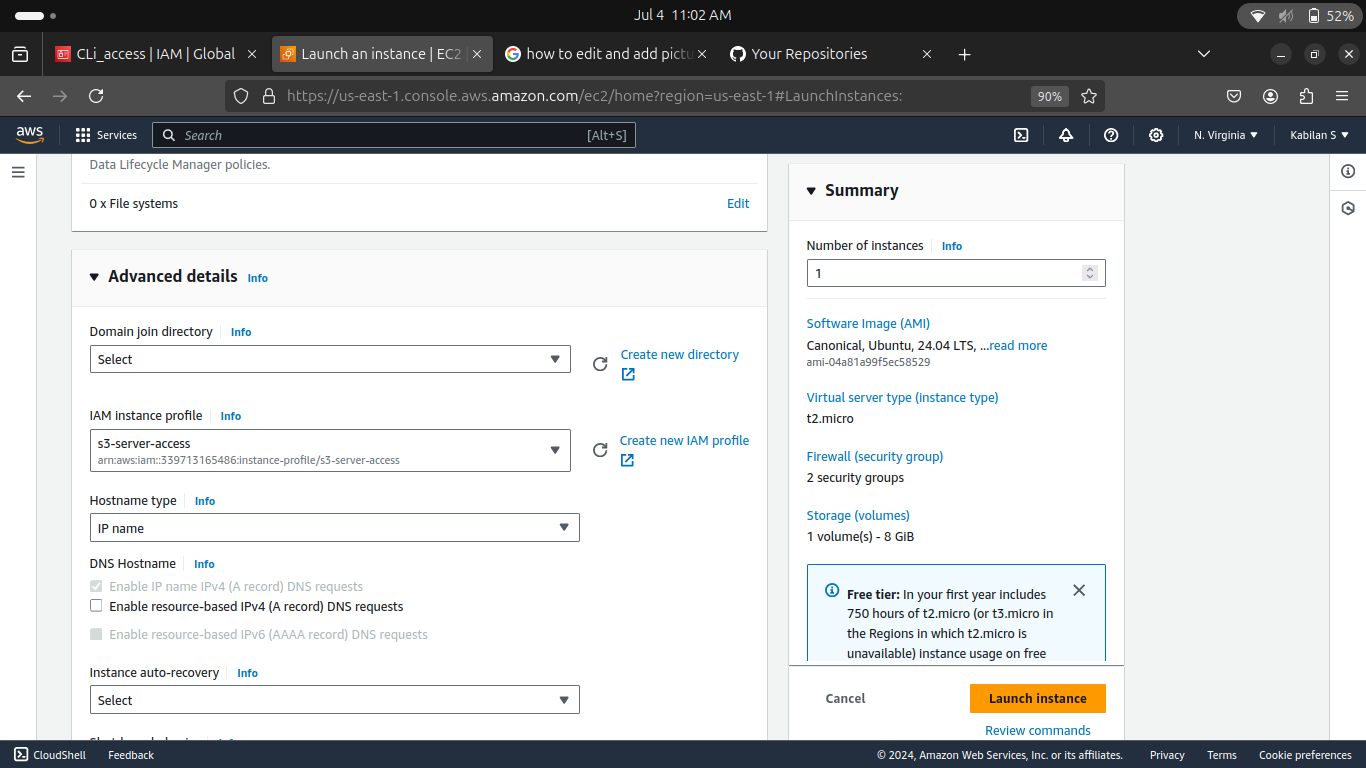 Jul 4 11:02 AM
52%
CLi_access | IAM | Global
Launch an instance | EC2
how to edit and add pictu
Your Repositories
https://us-east-1.console.aws.amazon.com/ec2/home?region=us-east-1#LaunchInstances:
90%
aws
Services
Search
[Alt+S]
N. Virginia
Kabilan S
Data Lifecycle Manager policies.
0 x File systems
Edit
Advanced details Info
Domain join directory Info
Select
Create new directory
IAM instance profile Info
s3-server-access
arn:aws:iam::339713165486:instance-profile/s3-server-access
Create new IAM profile
Hostname type Info
IP name
DNS Hostname Info
Enable IP name IPv4 (A record) DNS requests
Enable resource-based IPv4 (A record) DNS requests
Enable resource-based IPv6 (AAAA record) DNS requests
Instance auto-recovery Info
Select
Summary
Number of instances Info
1
Software Image (AMI)
Canonical, Ubuntu, 24.04 LTS, ...read more
ami-04a81a99f5ec58529
Virtual server type (instance type)
t2.micro
Firewall (security group)
2 security groups
Storage (volumes)
1 volume(s) - 8 GiB
Free tier: In your first year includes
750 hours of t2.micro (or t3.micro in
the Regions in which t2.micro is
unavailable) instance usage on free
Cancel
Launch instance
Review commands
CloudShell
Feedback
© 2024, Amazon Web Services, Inc. or its affiliates.
Privacy
Terms
Cookie preferences